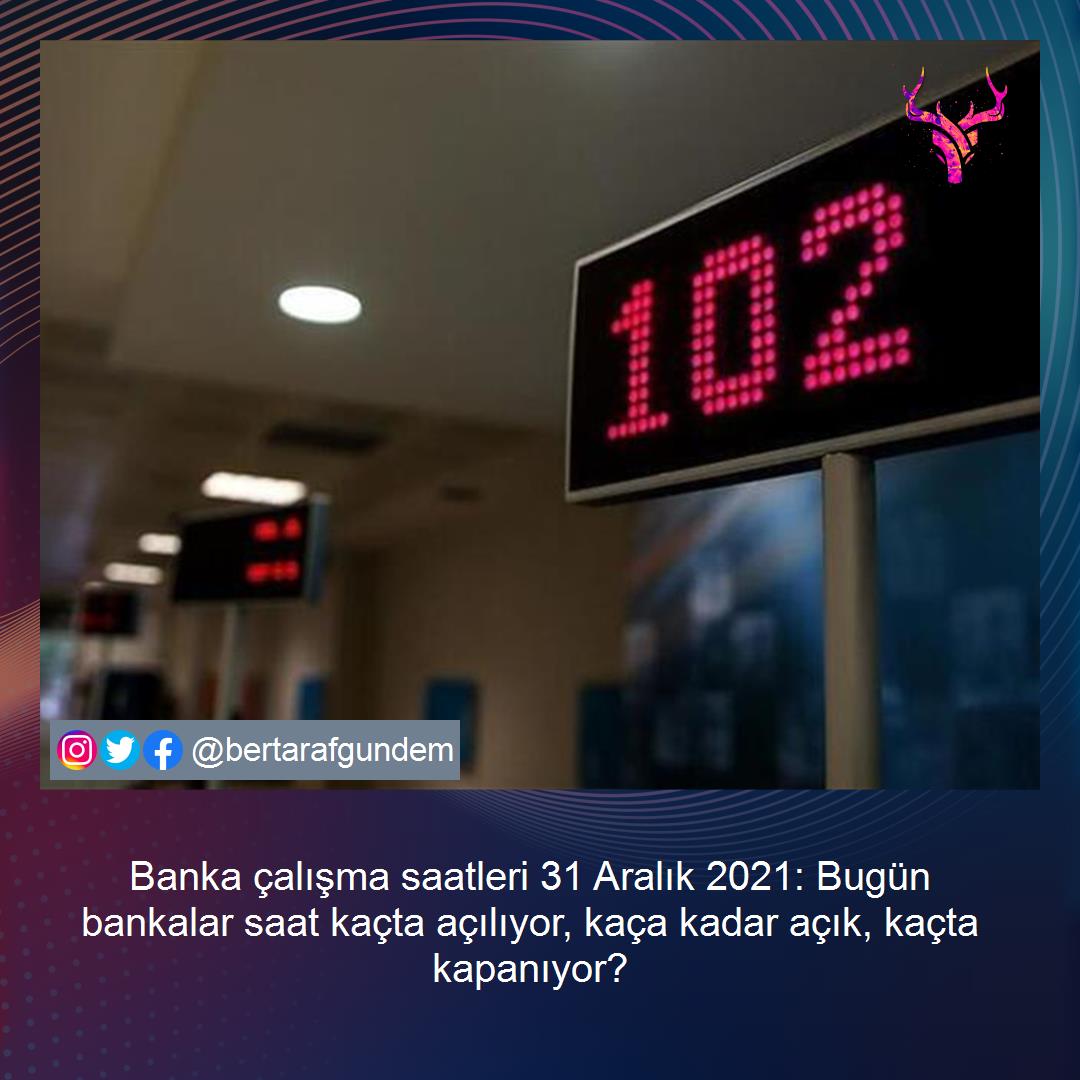 102
@bertarafgundem
Banka çalışma saatleri 31 Aralık 2021: Bugün
bankalar saat kaçta açılıyor, kaça kadar açık, kaçta
kapanıyor?